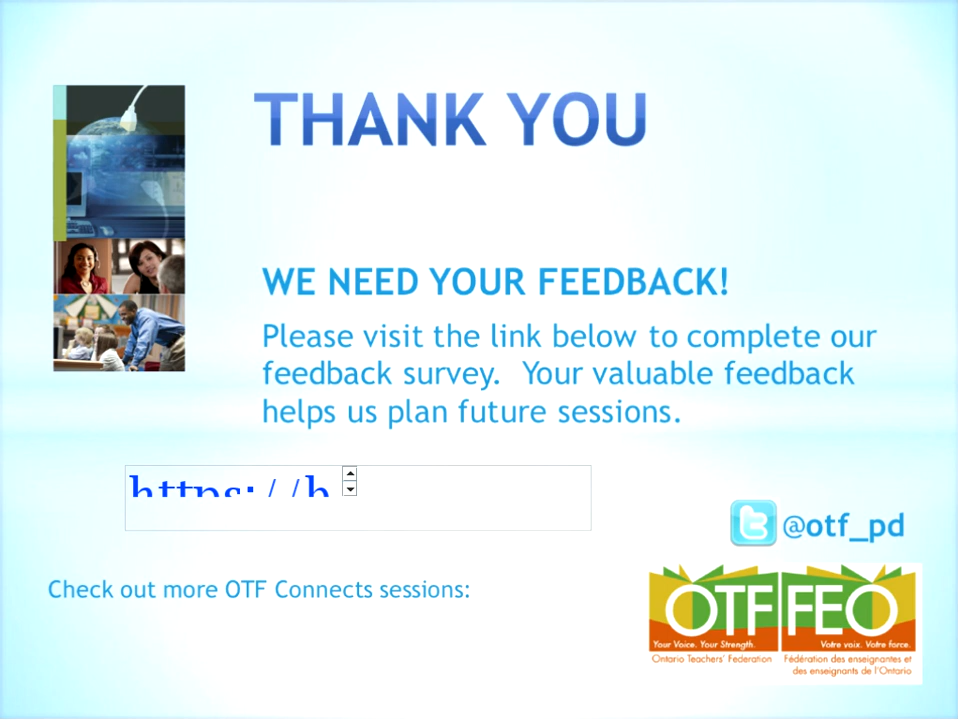 THANK YOU
WE NEED YOUR FEEDBACK!
Please visit the link below to complete our
feedback survey.  Your valuable feedback
helps us plan future sessions.
https://b
@otf_pd
Check out more OTF Connects sessions:
OTF FEO
Your Voice. Your Strength. Votre voix. Votre force.
Ontario Teachers' Federation Fédération des enseignantes et
des enseignants de l'Ontario